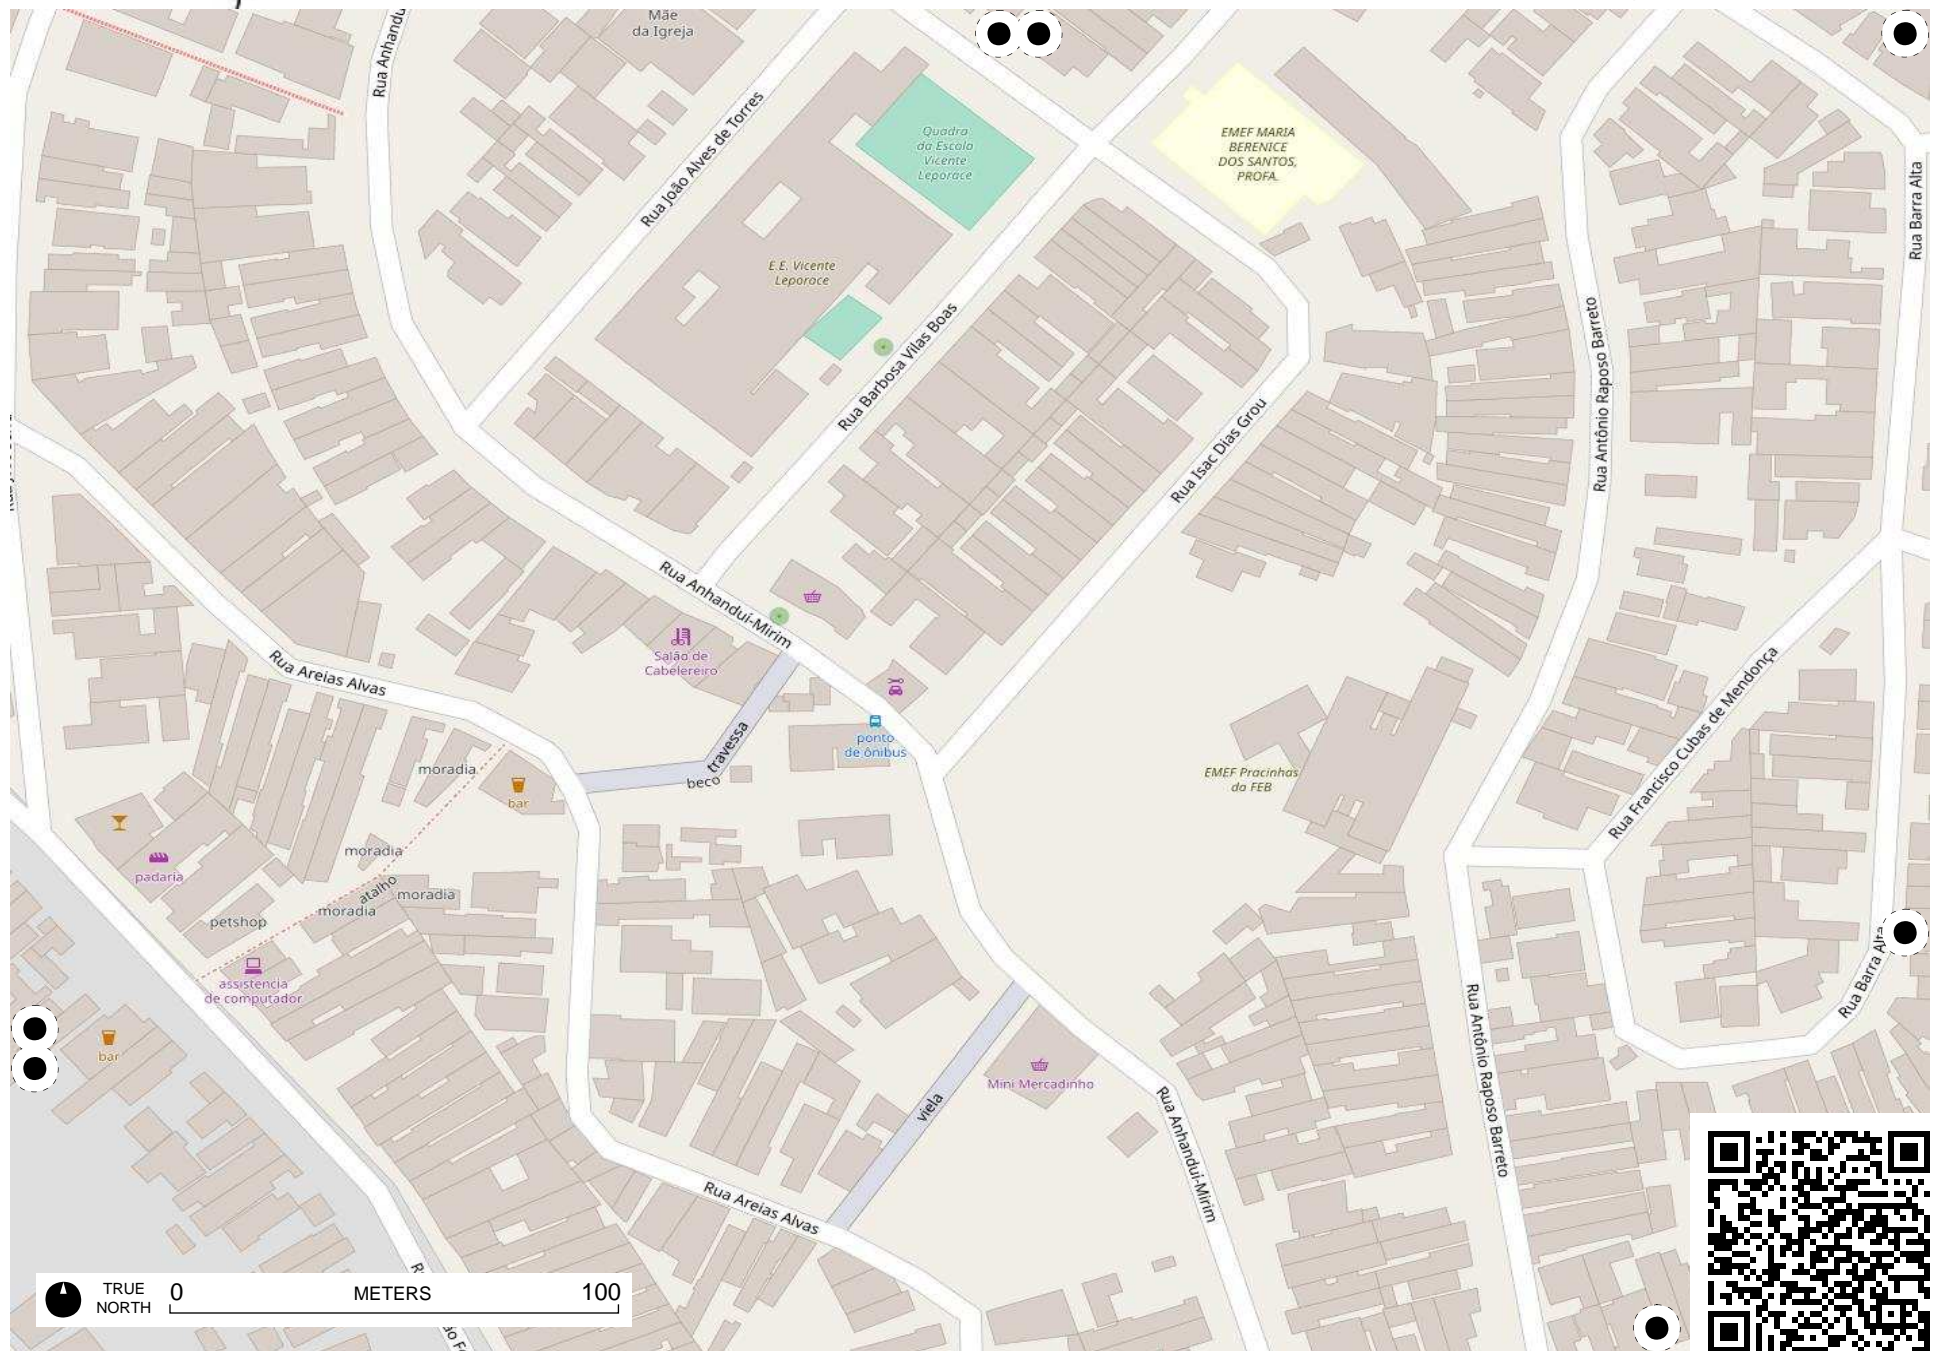 Mãe
da Igreja
Rua Anhandu
Rua João Alves de Torres
Quadra
da Escola
Vicente
Leporace
EMEF MARIA
BERENICE
DOS SANTOS,
PROFA.
Rua Barra Alta
E.E. Vicente
Leporace
Rua Barbosa Vilas Boas
Rua Antônio Raposo Barreto
Rua Isac Dias Grou
Rua Anhanduí-Mirim
Salão de
Cabelereiro
Rua Areias Alvas
travessa
beco
ponto
de ônibus
moradia
bar
EMEF Pracinhas
da FEB
Rua Francisco Cubas de Mendonça
moradia
padaria
atalho
moradia
moradia
petshop
assistencia
de computador
Rua Barra Alta
bar
Mini Mercadinho
viela
Rua Antônio Raposo Barreto
Rua Anhanduí-Mirim
Rua Areias Alvas
TRUE
NORTH
0
METERS
100